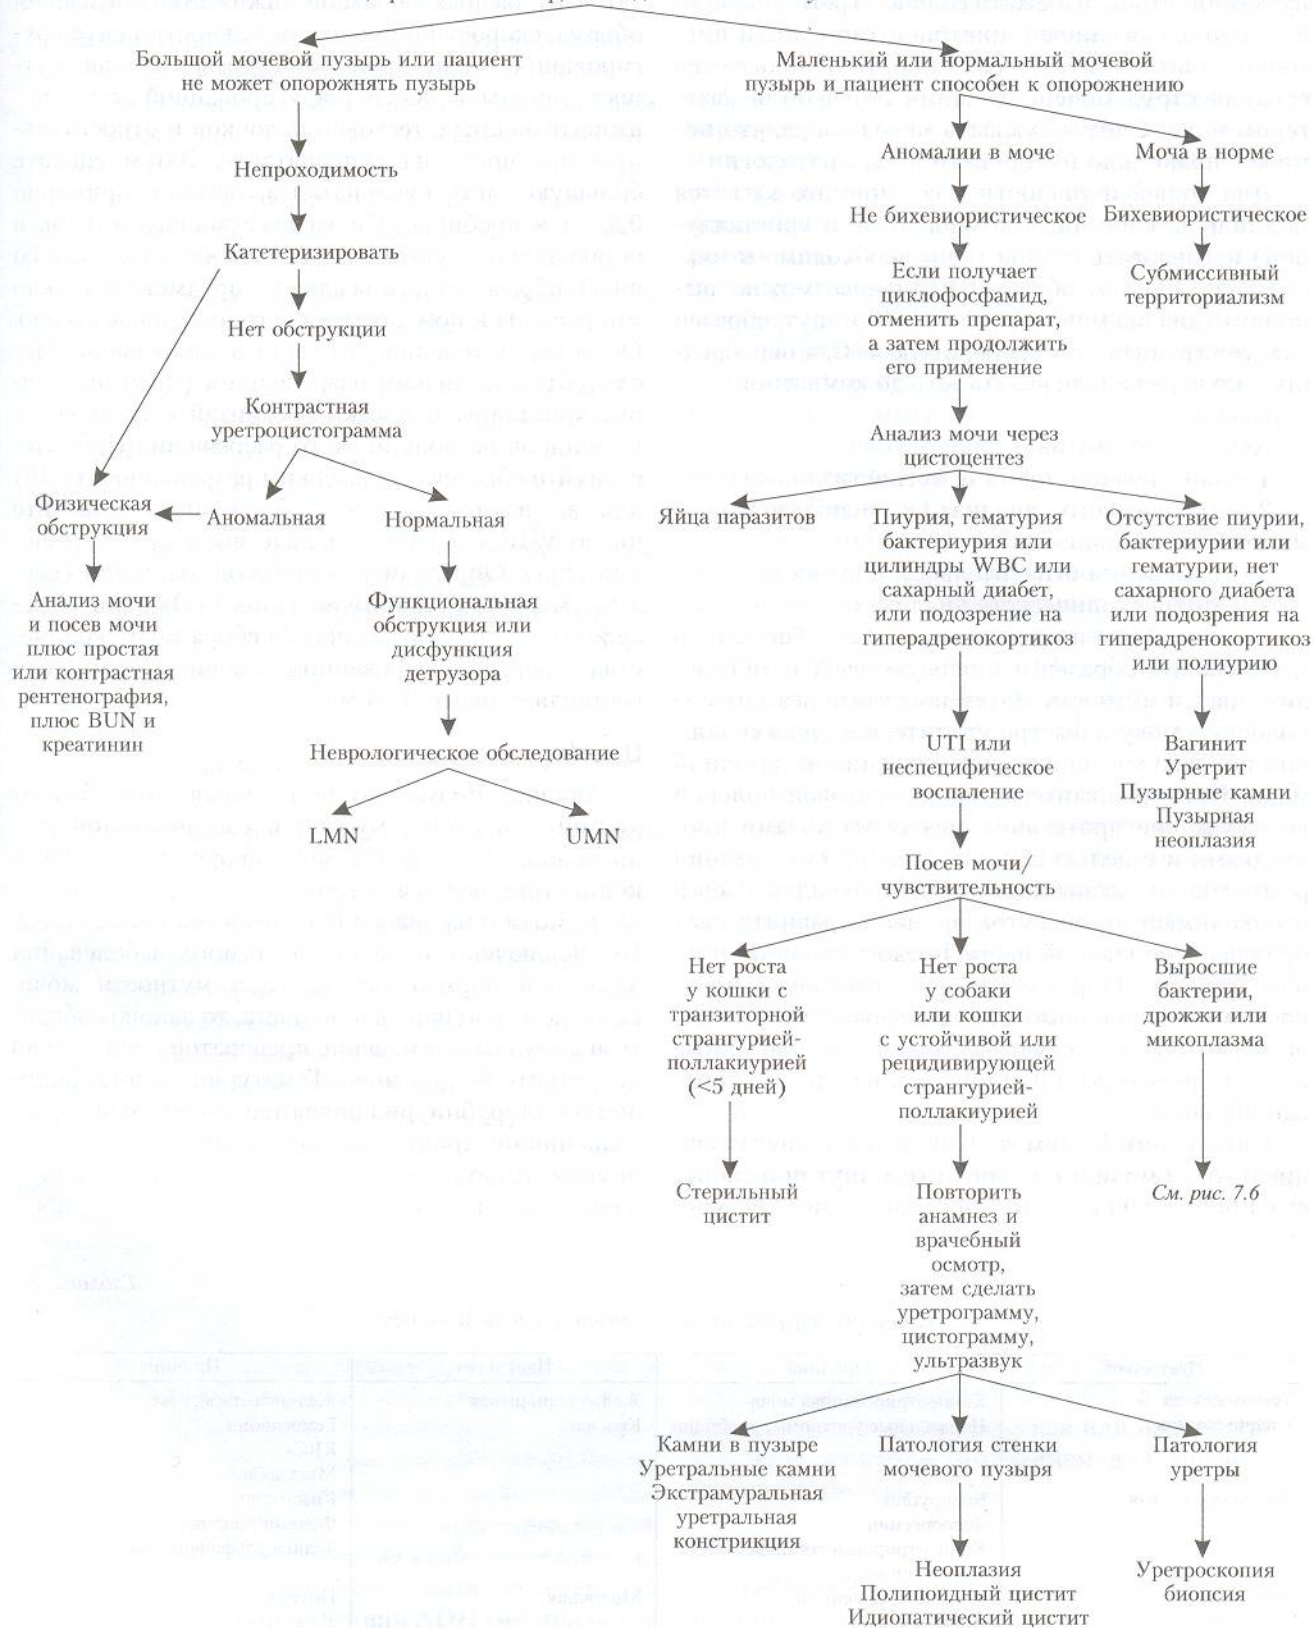 Большой мочевой пузырь или пациент
не может опорожнять пузырь
Маленький или нормальный мочевой
пузырь и пациент способен к опорожнению
Непроходимость
Катетеризировать
Нет обструкции
Контрастная
уретроцистограмма
Физическая
обструкция
Аномальная
Нормальная
Анализ мочи
и посев мочи
плюс простая
или контрастная
рентенография,
плюс BUN и
креатинин
Функциональная
обструкция или
дисфункция
детрузора
Неврологическое обследование
LMN
UMN
Аномалии в моче
Моча в норме
Не бихевиористическое
Бихевиористическое
Если получает
циклофосфамид,
отменить препарат,
а затем продолжить
его применение
Субмиссивный
территориализм
Анализ мочи через
цистоцентез
Яйца паразитов
Пиурия, гематурия
бактериурия или
цилиндры WBC или
сахарный диабет,
или подозрение на
гиперадренокортикоз
Отсутствие пиурии,
бактериурии или
гематурии, нет
сахарного диабета
или подозрения на
гиперадренокортикоз
или полиурию
UTI или
неспецифическое
воспаление
Вагинит
Уретрит
Пузырные камни
Пузырная
неоплазия
Посев мочи/
чувствительность
Нет роста
у кошки с
транзиторной
странгурией-
поллакиурией
(<5 дней)
Нет роста
у собаки
или кошки
с устойчивой или
рецидивирующей
странгурией-
поллакиурией
Выросшие
бактерии,
дрожжи или
микоплазма
Стерильный
цистит
Повторить
анамнез и
врачебный
осмотр,
затем сделать
уретрограмму,
цистограмму,
ультразвук
См. рис. 7.6
Камни в пузыре
Уретральные камни
Экстрамуральная
уретральная
констрикция
Патология стенки
мочевого пузыря
Патология
уретры
Неоплазия
Полипоидный цистит
Идиопатический цистит
Уретроскопия
биопсия